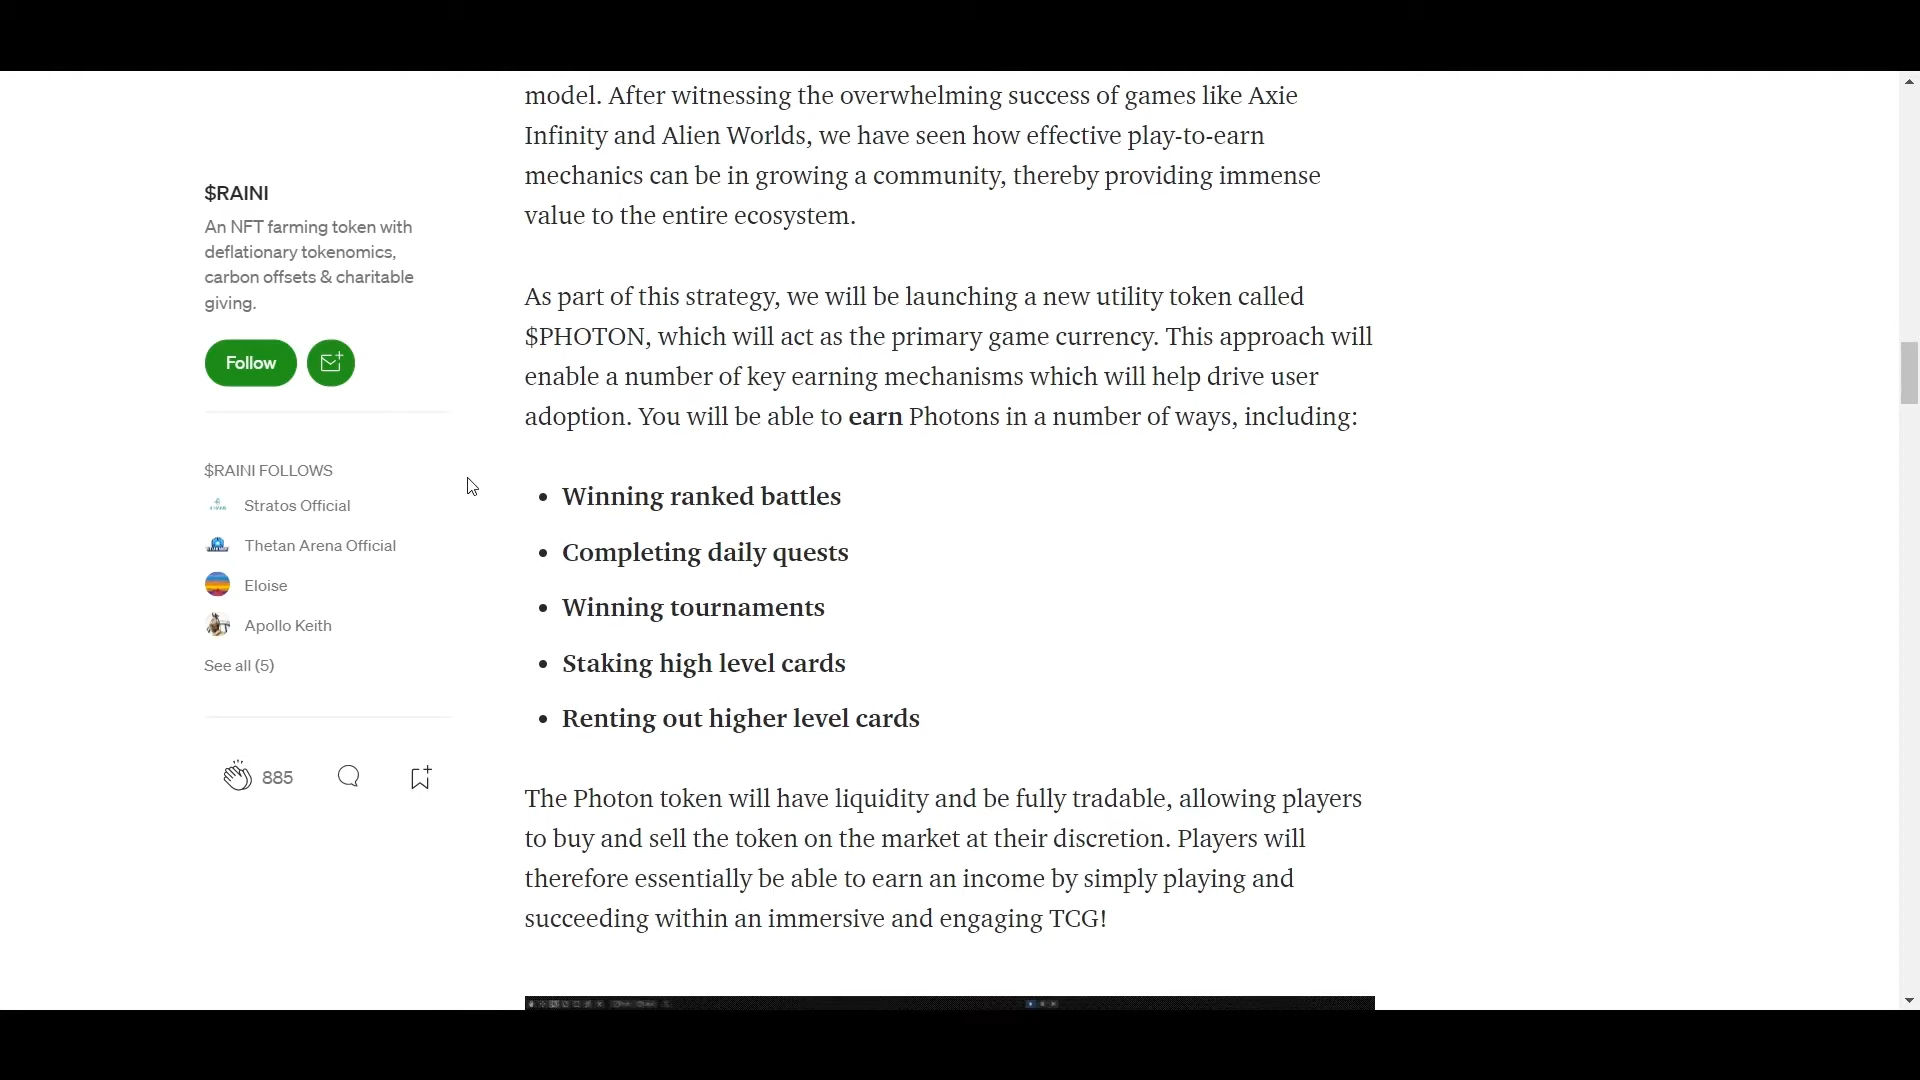 $RAINI
An NFT farming token with
deflationary tokenomics,
carbon offsets & charitable
giving.
Follow
$RAINI FOLLOWS
Stratos Official
Thetan Arena Official
Eloise
Apollo Keith
See all (5)
885
model. After witnessing the overwhelming success of games like Axie
Infinity and Alien Worlds, we have seen how effective play-to-earn
mechanics can be in growing a community, thereby providing immense
value to the entire ecosystem.
As part of this strategy, we will be launching a new utility token called
$PHOTON, which will act as the primary game currency. This approach will
enable a number of key earning mechanisms which will help drive user
adoption. You will be able to earn Photons in a number of ways, including:
• Winning ranked battles
• Completing daily quests
• Winning tournaments
• Staking high level cards
• Renting out higher level cards
The Photon token will have liquidity and be fully tradable, allowing players
to buy and sell the token on the market at their discretion. Players will
therefore essentially be able to earn an income by simply playing and
succeeding within an immersive and engaging TCG!